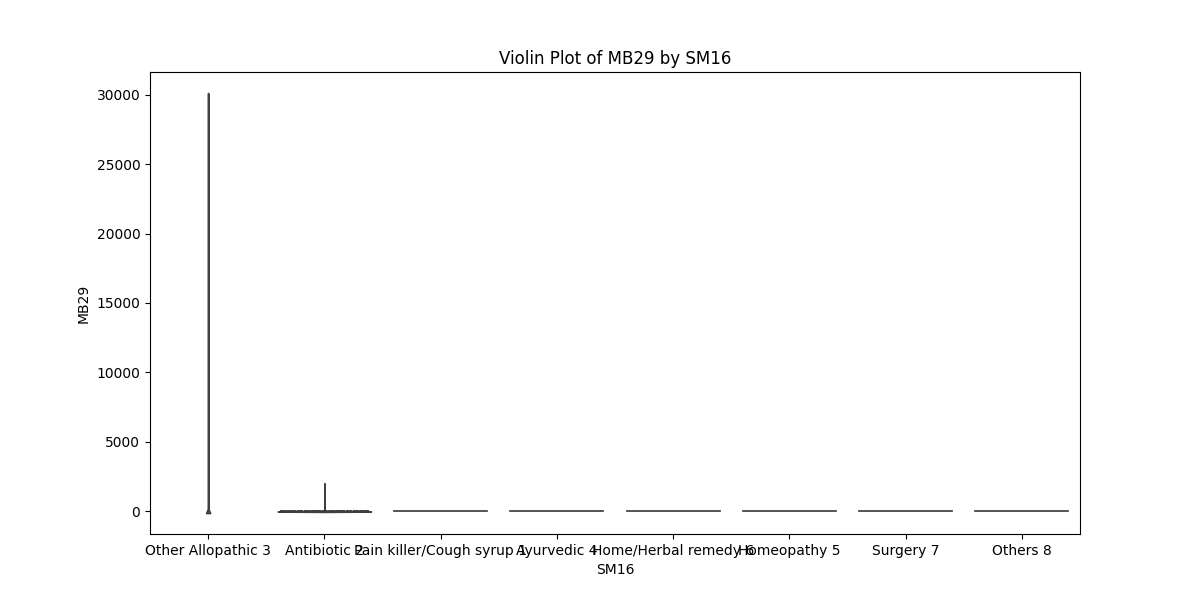 Violin Plot of MB29 by SM16
30000
25000
20000
15000
10000
5000
0
MB29
Other Allopathic 3 Antibiotic 2 Pain killer/Cough syrup 1 Ayurvedic 4 Home/Herbal remedy 6 Homeopathy 5 Surgery 7 Others 8
SM16